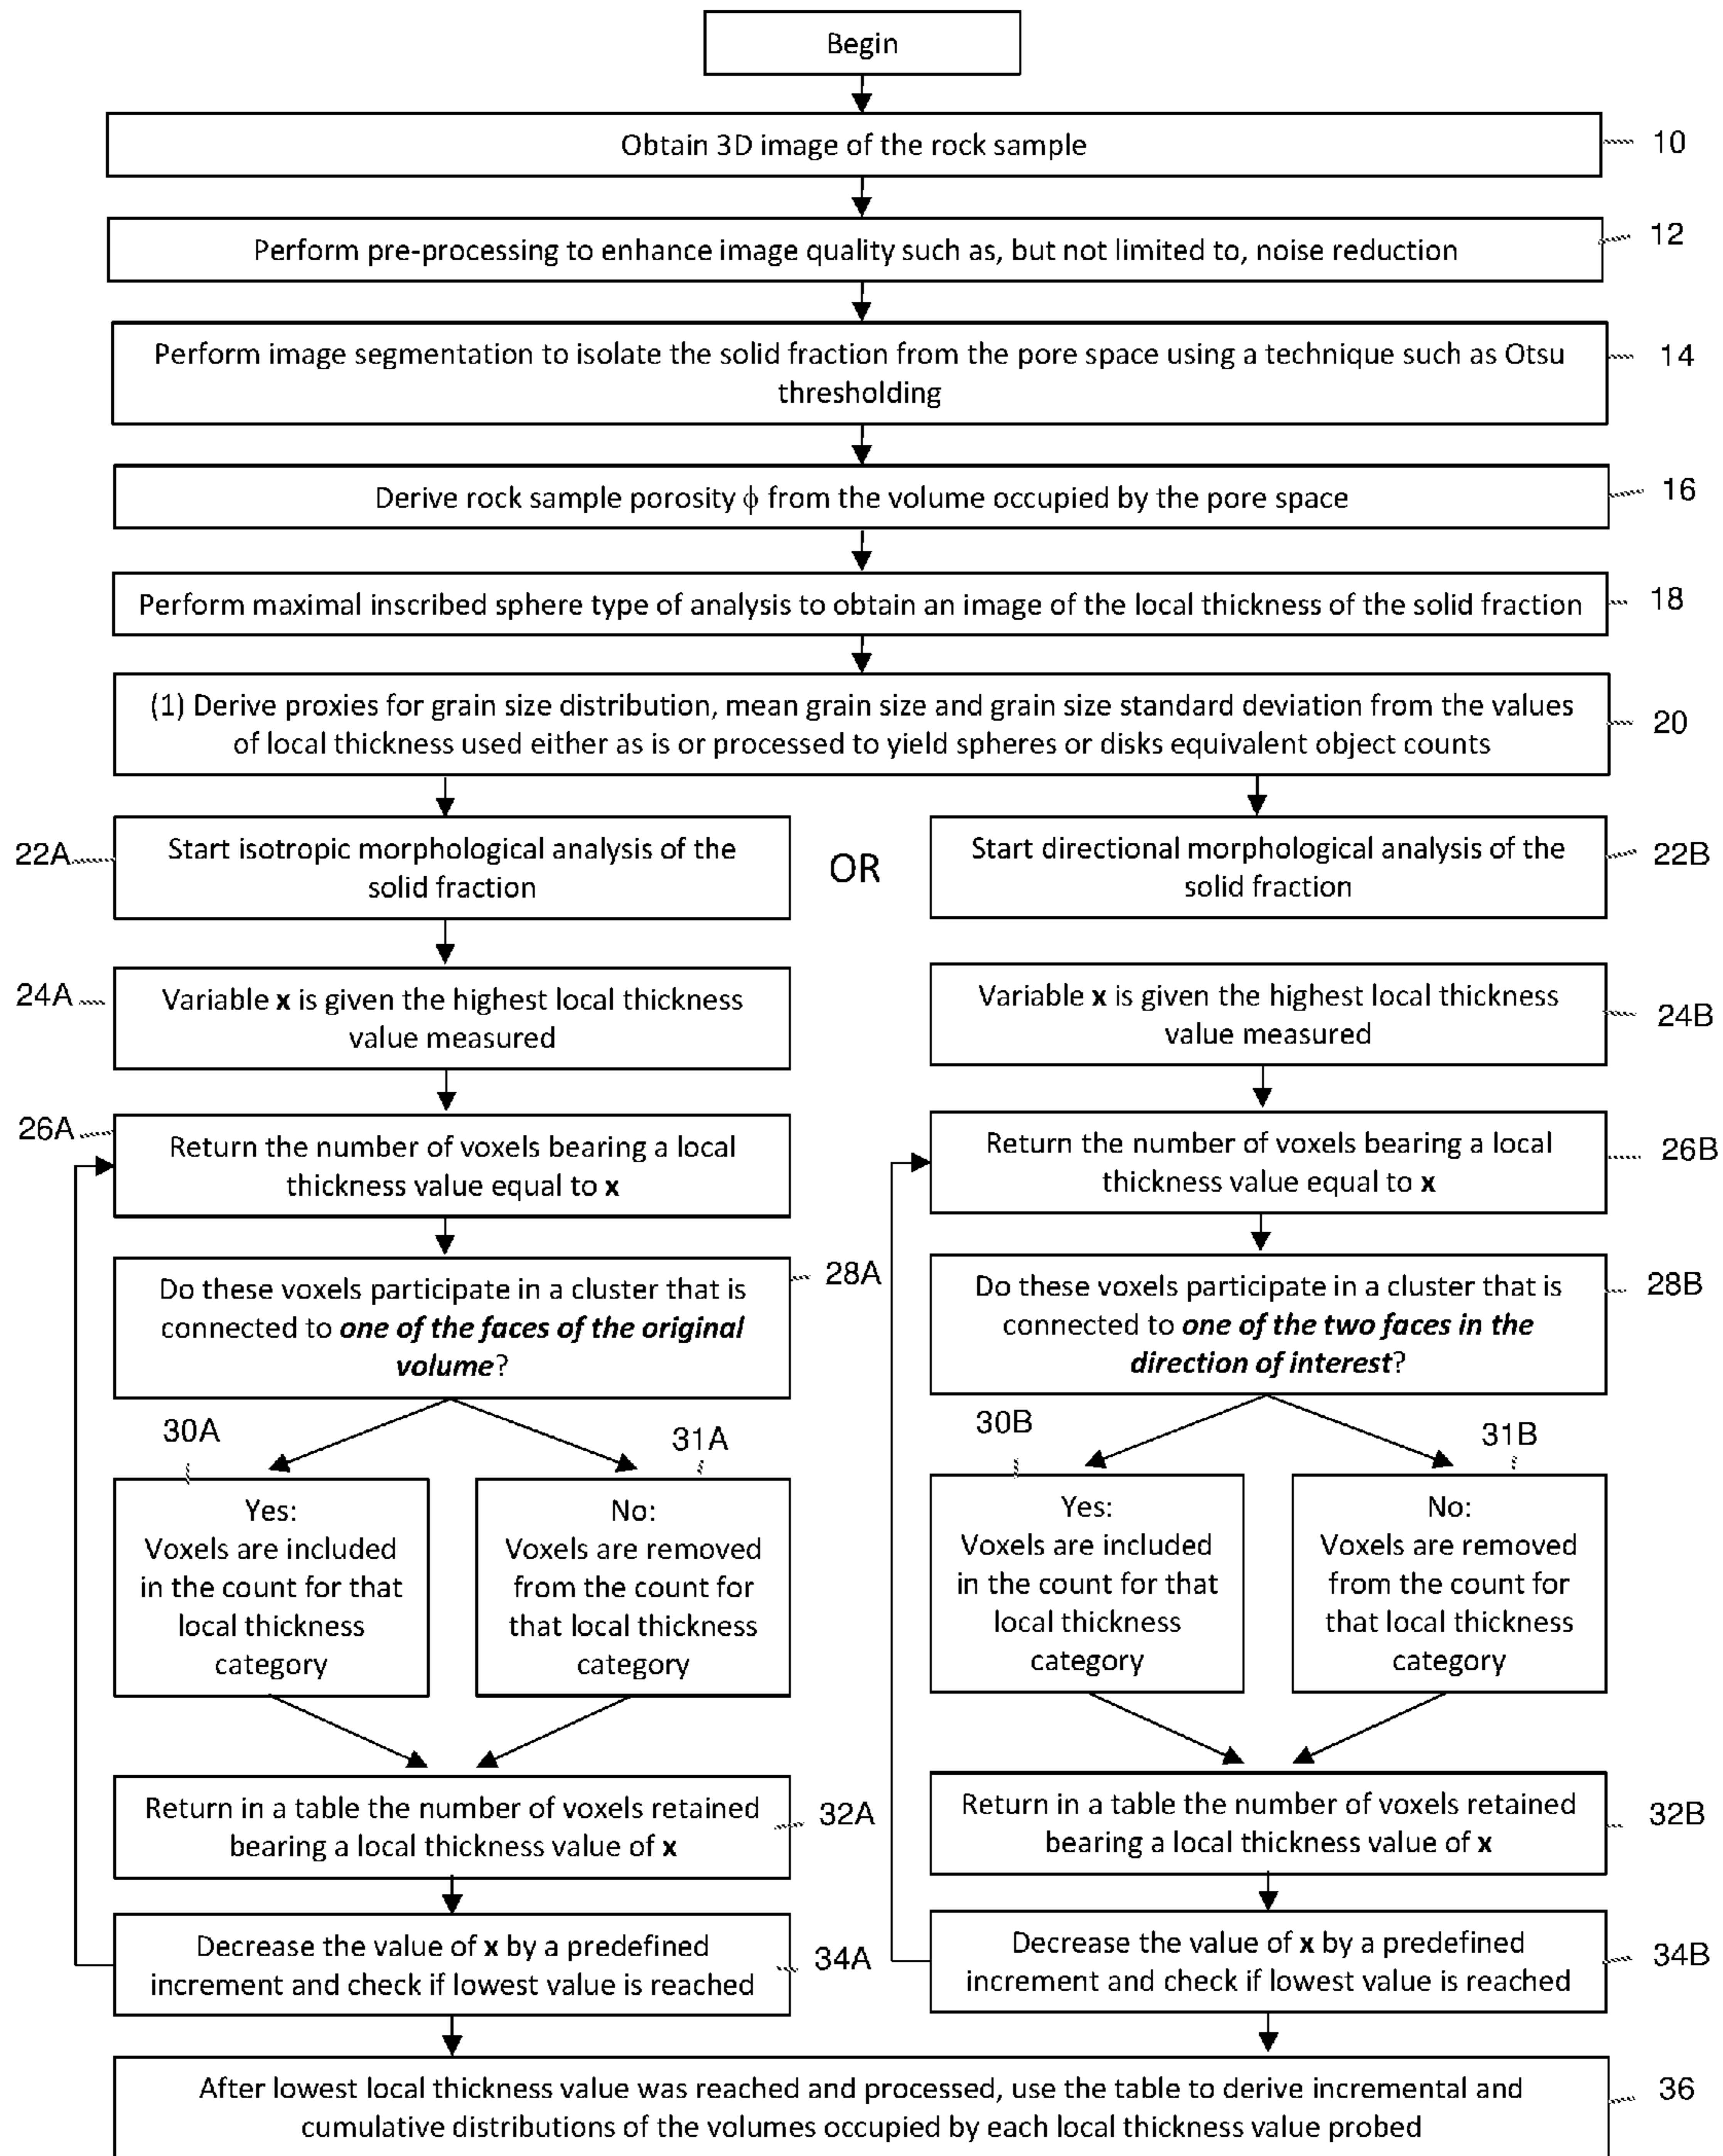 Begin
Obtain 3D image of the rock sample
10
Perform pre-processing to enhance image quality such as, but not limited to, noise reduction
12
Perform image segmentation to isolate the solid fraction from the pore space using a technique such as Otsu
thresholding
14
Derive rock sample porosity ϕ from the volume occupied by the pore space
16
Perform maximal inscribed sphere type of analysis to obtain an image of the local thickness of the solid fraction
18
(1) Derive proxies for grain size distribution, mean grain size and grain size standard deviation from the values
of local thickness used either as is or processed to yield spheres or disks equivalent object counts
20
22A
Start isotropic morphological analysis of the
solid fraction
OR
Start directional morphological analysis of the
solid fraction
22B
24A
Variable x is given the highest local thickness
value measured
Variable x is given the highest local thickness
value measured
24B
26A
Return the number of voxels bearing a local
thickness value equal to x
Return the number of voxels bearing a local
thickness value equal to x
26B
Do these voxels participate in a cluster that is
connected to one of the faces of the original
volume?
28A
Do these voxels participate in a cluster that is
connected to one of the two faces in the
direction of interest?
28B
30A
31A
30B
31B
Yes:
Voxels are included
in the count for that
local thickness
category
No:
Voxels are removed
from the count for
that local thickness
category
Yes:
Voxels are included
in the count for that
local thickness
category
No:
Voxels are removed
from the count for
that local thickness
category
Return in a table the number of voxels retained
bearing a local thickness value of x
32A
Return in a table the number of voxels retained
bearing a local thickness value of x
32B
Decrease the value of x by a predefined
increment and check if lowest value is reached
34A
Decrease the value of x by a predefined
increment and check if lowest value is reached
34B
After lowest local thickness value was reached and processed, use the table to derive incremental and
cumulative distributions of the volumes occupied by each local thickness value probed
36